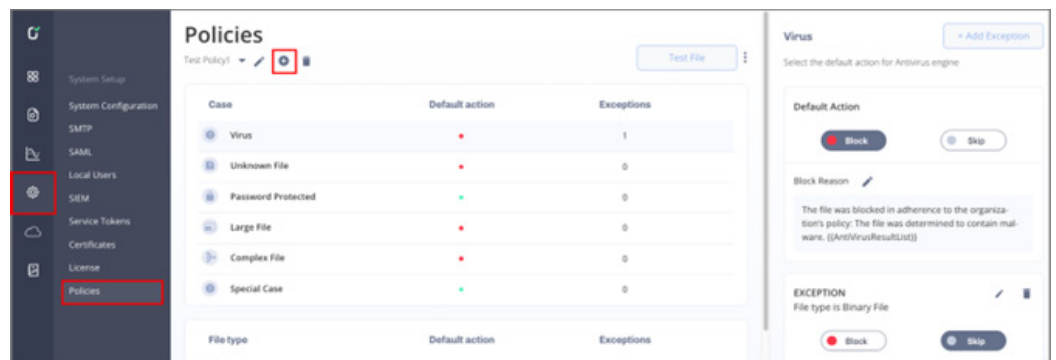 Policies
Test Policy1
Test File
System Setup
System Configuration
SMTP
SAML
Local Users
SIEM
Service Tokens
Certificates
License
Policies
Case Default action Exceptions
Virus 1
Unknown File 0
Password Protected 0
Large File 0
Complex File 0
Special Case 0
File type Default action Exceptions
Virus
+ Add Exception
Select the default action for Antivirus engine
Default Action
Block Skip
Block Reason
The file was blocked in adherence to the organiza-
tion's policy: The file was determined to contain mal-
ware. {{AntiVirusResultList}}
EXCEPTION
File type is Binary File
Block Skip